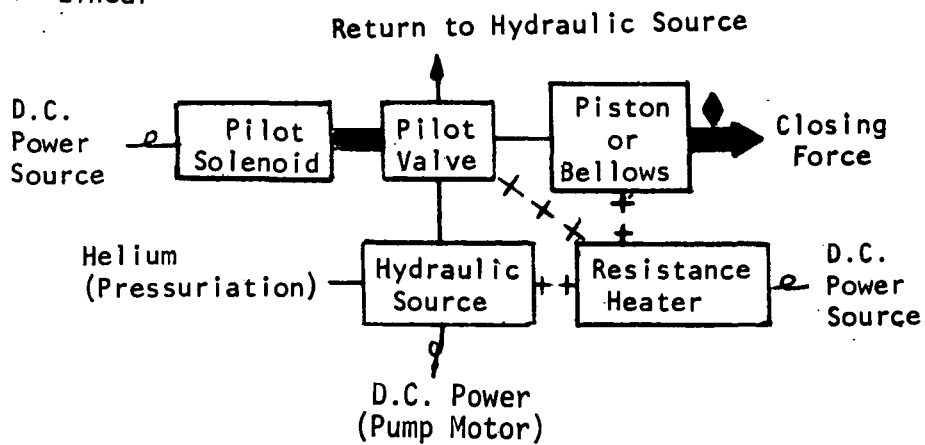 Return to Hydraulic Source
D.C.
Power
Source
Pilot
Solenoid
Pilot
Valve
Piston
or
Bellows
Closing
Force
Helium
(Pressuriation)
Hydraulic
Source
Resistance
Heater
D.C.
Power
Source
D.C. Power
(Pump Motor)